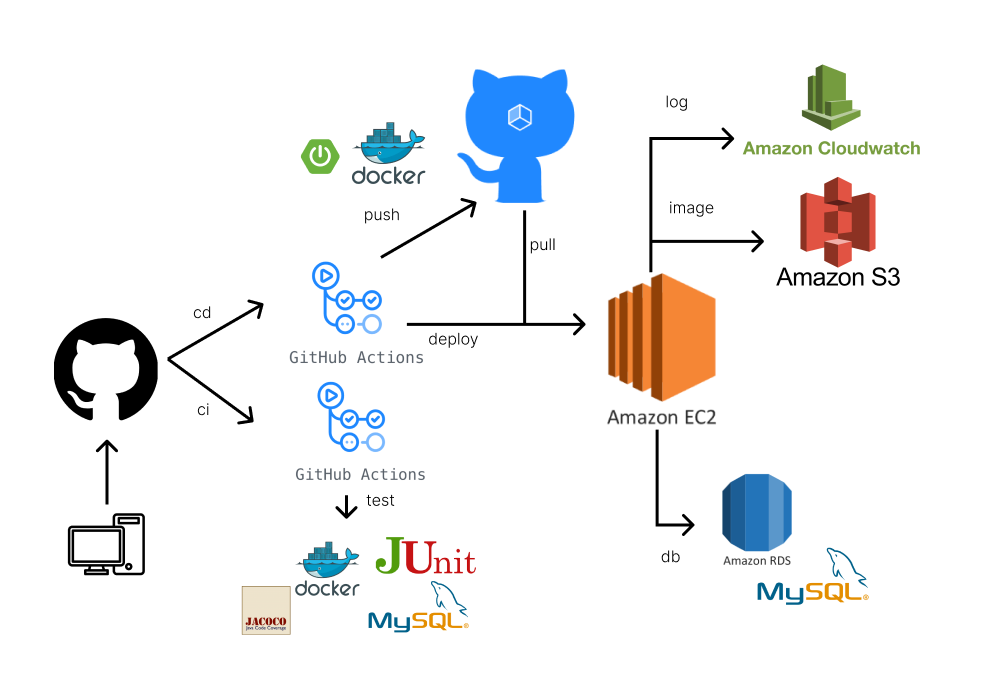 log
Amazon Cloudwatch
docker
push
image
Amazon S3
pull
cd
deploy
GitHub Actions
ci
Amazon EC2
GitHub Actions
test
db
Amazon RDS
JUnit
docker
MySQL®
MySQL®
JACOCO
Java Code Coverage